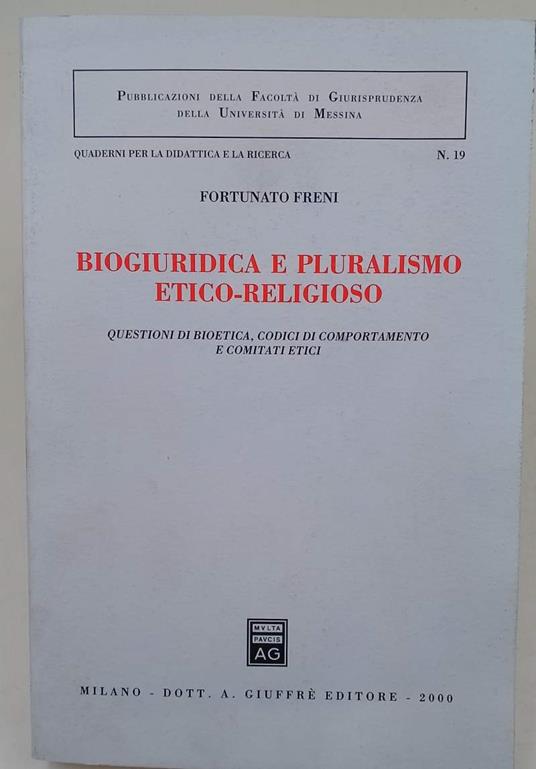 PUBBLICAZIONI DELLA FACOLTÀ DI GIURISPRUDENZA
DELLA UNIVERSITÀ DI MESSINA
QUADERNI PER LA DIDATTICA E LA RICERCA N. 19
FORTUNATO FRENI
BIOGIURIDICA E PLURALISMO
ETICO-RELIGIOSO
QUESTIONI DI BIOETICA, CODICI DI COMPORTAMENTO
E COMITATI ETICI
MVLTA
PAVCIS
AG
MILANO - DOTT. A. GIUFFRÈ EDITORE - 2000